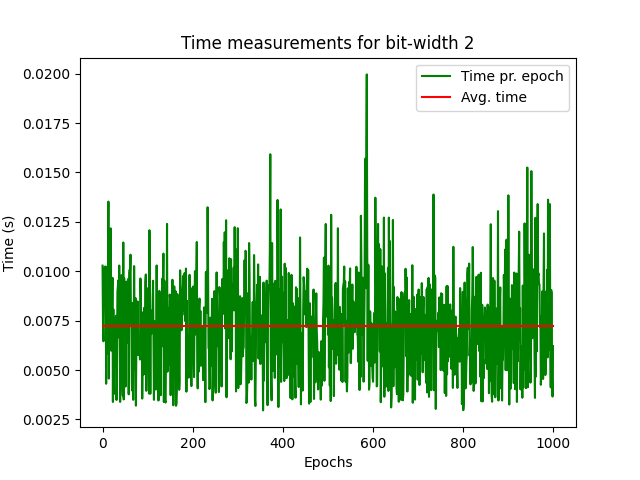 Time measurements for bit-width 2
Time pr. epoch
Avg. time
0.0200
0.0175
0.0150
0.0125
0.0100
0.0075
0.0050
0.0025
Time (s)
0 200 400 600 800 1000
Epochs